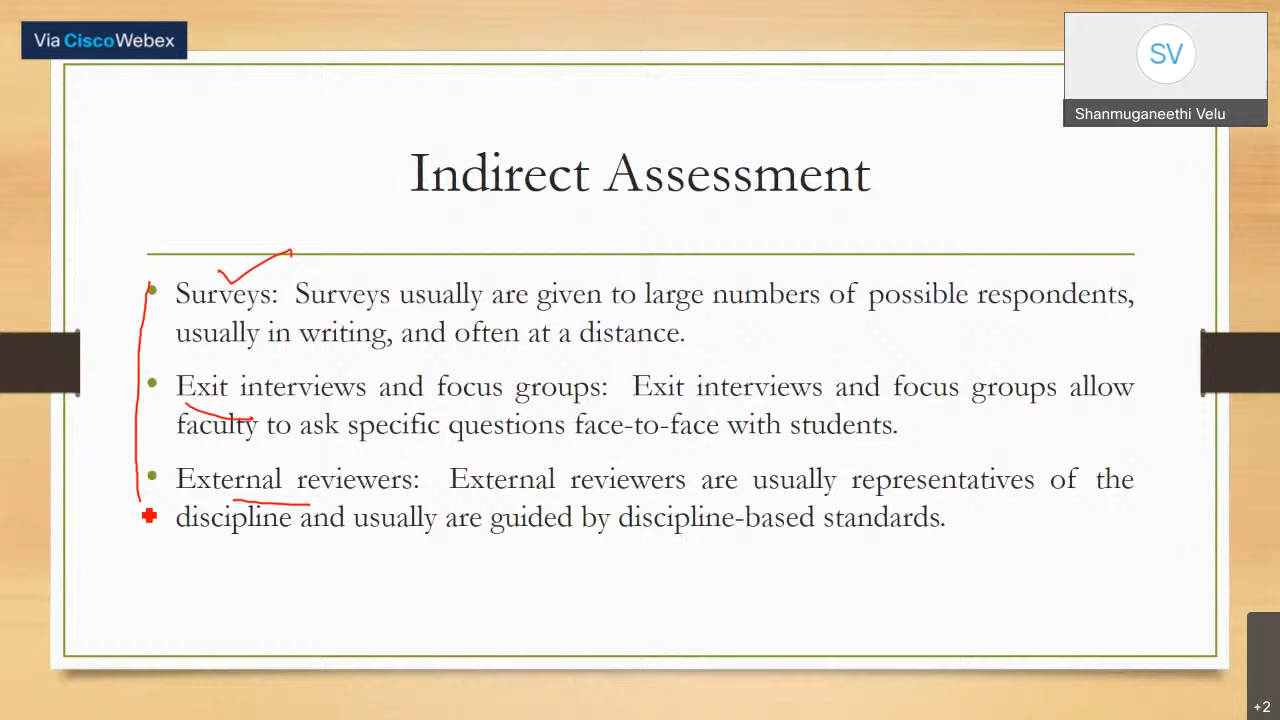 Via CiscoWebex
SV
Shanmuganeethi Velu
Indirect Assessment
Surveys: Surveys usually are given to large numbers of possible respondents,
usually in writing, and often at a distance.
Exit interviews and focus groups: Exit interviews and focus groups allow
faculty to ask specific questions face-to-face with students.
External reviewers: External reviewers are usually representatives of the
discipline and usually are guided by discipline-based standards.
+2